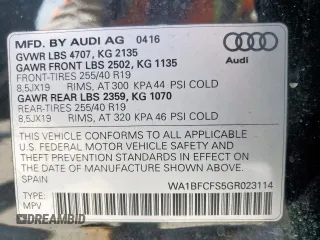 MFD. BY AUDI AG 04/16
GVWR LBS 4707, KG 2135
GAWR FRONT LBS 2502, KG 1135
FRONT-TIRES 255/40 R19
8,5JX19 RIMS, AT 300 KPA 44 PSI COLD
GAWR REAR LBS 2359, KG 1070
REAR-TIRES 255/40 R19
8,5JX19 RIMS, AT 320 KPA 46 PSI COLD
Audi
THIS VEHICLE CONFORMS TO ALL APPLICABLE
U.S. FEDERAL MOTOR VEHICLE SAFETY AND
THEFT PREVENTION STANDARDS IN EFFECT ON
THE DATE OF MANUFACTURE SHOWN ABOVE.
SPAIN
TYPE: WA1BFCFS5GR023114
MPV
DREAMBID